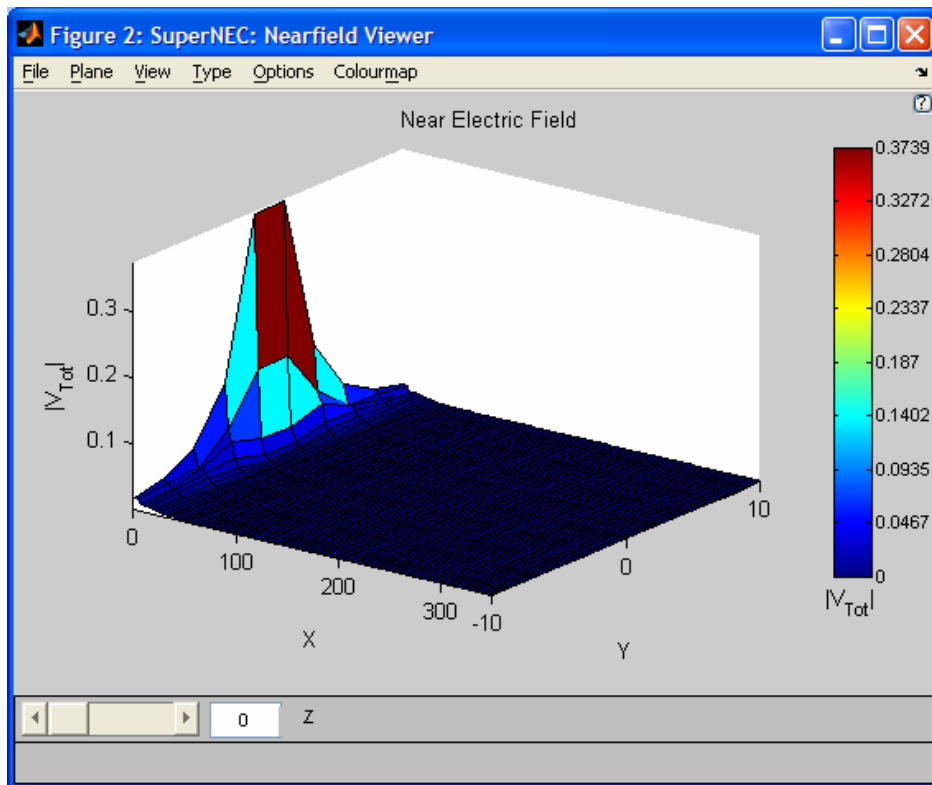 Figure 2: SuperNEC: Nearfield Viewer
File Plane View Type Options Colourmap
?
Near Electric Field
0.3739
0.3272
0.2804
0.2337
0.187
0.1402
0.0935
0.0467
0
|V_Tot|
|V_Tot|
0.3
0.2
0.1
0
100
200
300
X
-10
0
10
Y
0
Z